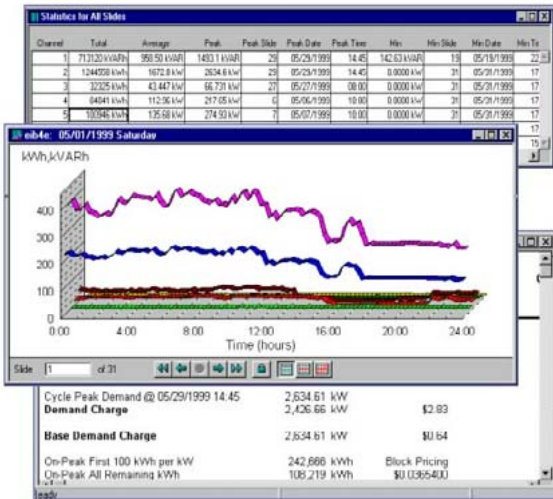 Statistics for All Slides
Channel Total Average Peak Peak Slide Peak Date Peak Time Min Min Slide Min Date Min Te
1 713120 kVARh 958.50 kVAR 1493.1 kVAR 29 05/29/1999 14:45 142.63 kVAR 19 05/19/1999 22
2 1244558 kWh 1672.8 kW 2634.6 kW 29 05/29/1999 14:45 0.0000 kW 31 05/31/1999 17
3 32325 kWh 43.447 kW 66.731 kW 27 05/27/1999 08:00 0.0000 kW 31 05/31/1999 17
4 84041 kWh 112.96 kW 217.65 kW 6 05/06/1999 10:00 0.0000 kW 31 05/31/1999 17
5 100946 kWh 135.68 kW 274.93 kW 7 05/07/1999 10:00 0.0000 kW 31 05/31/1999 17
17
15
eib4e: 05/01/1999 Saturday
kWh,kVARh
400
300
200
100
0
0:00 4:00 8:00 12:00 16:00 20:00 24:00
Time (hours)
Slide 1 of 31
Cycle Peak Demand @ 05/29/1999 14:45 2,634.61 kW
Demand Charge 2,426.66 kW $2.83
Base Demand Charge 2,634.61 kW $0.64
On-Peak First 100 kWh per kW 242,666 kWh Block Pricing
On-Peak All Remaining kWh 108,219 kWh $0.0365400
ready